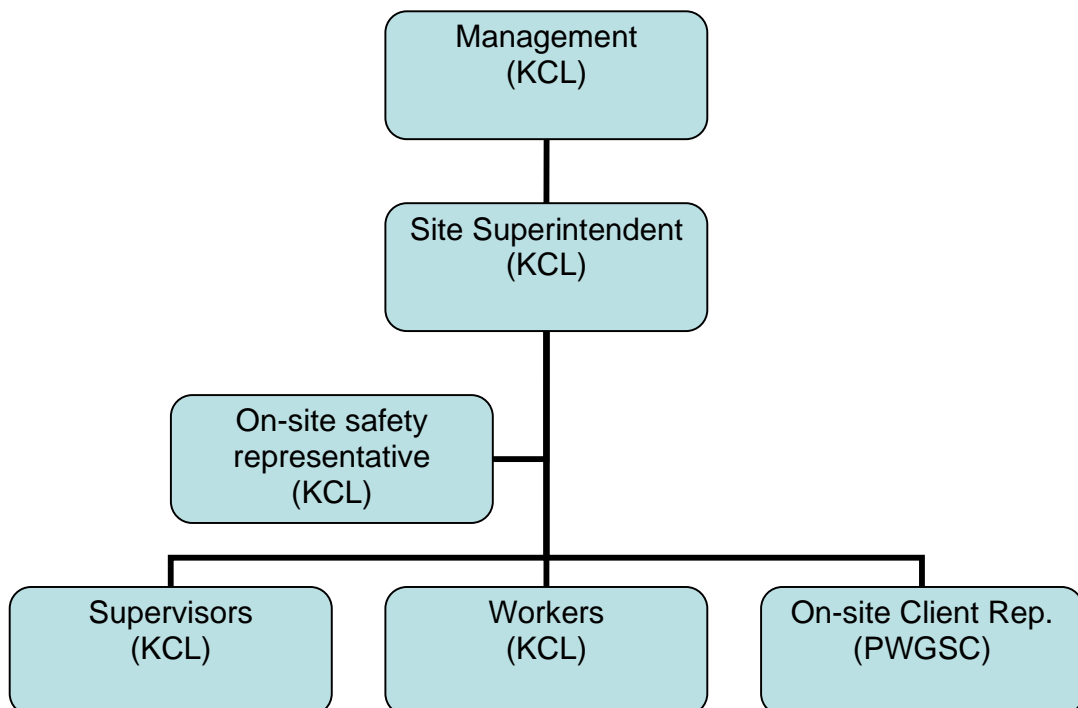 Management
(KCL)
Site Superintendent
(KCL)
On-site safety
representative
(KCL)
Supervisors
(KCL)
Workers
(KCL)
On-site Client Rep.
(PWGSC)